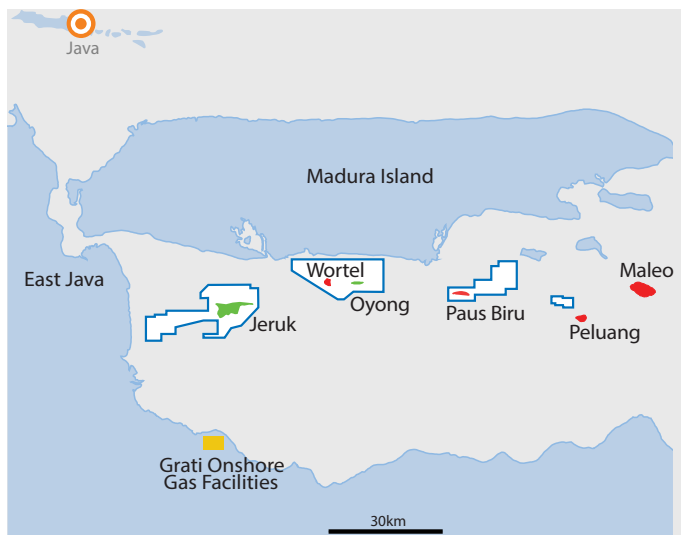 Java
Madura Island
East Java
Wortel
Oyong
Jeruk
Paus Biru
Maleo
Peluang
Grati Onshore
Gas Facilities
30km